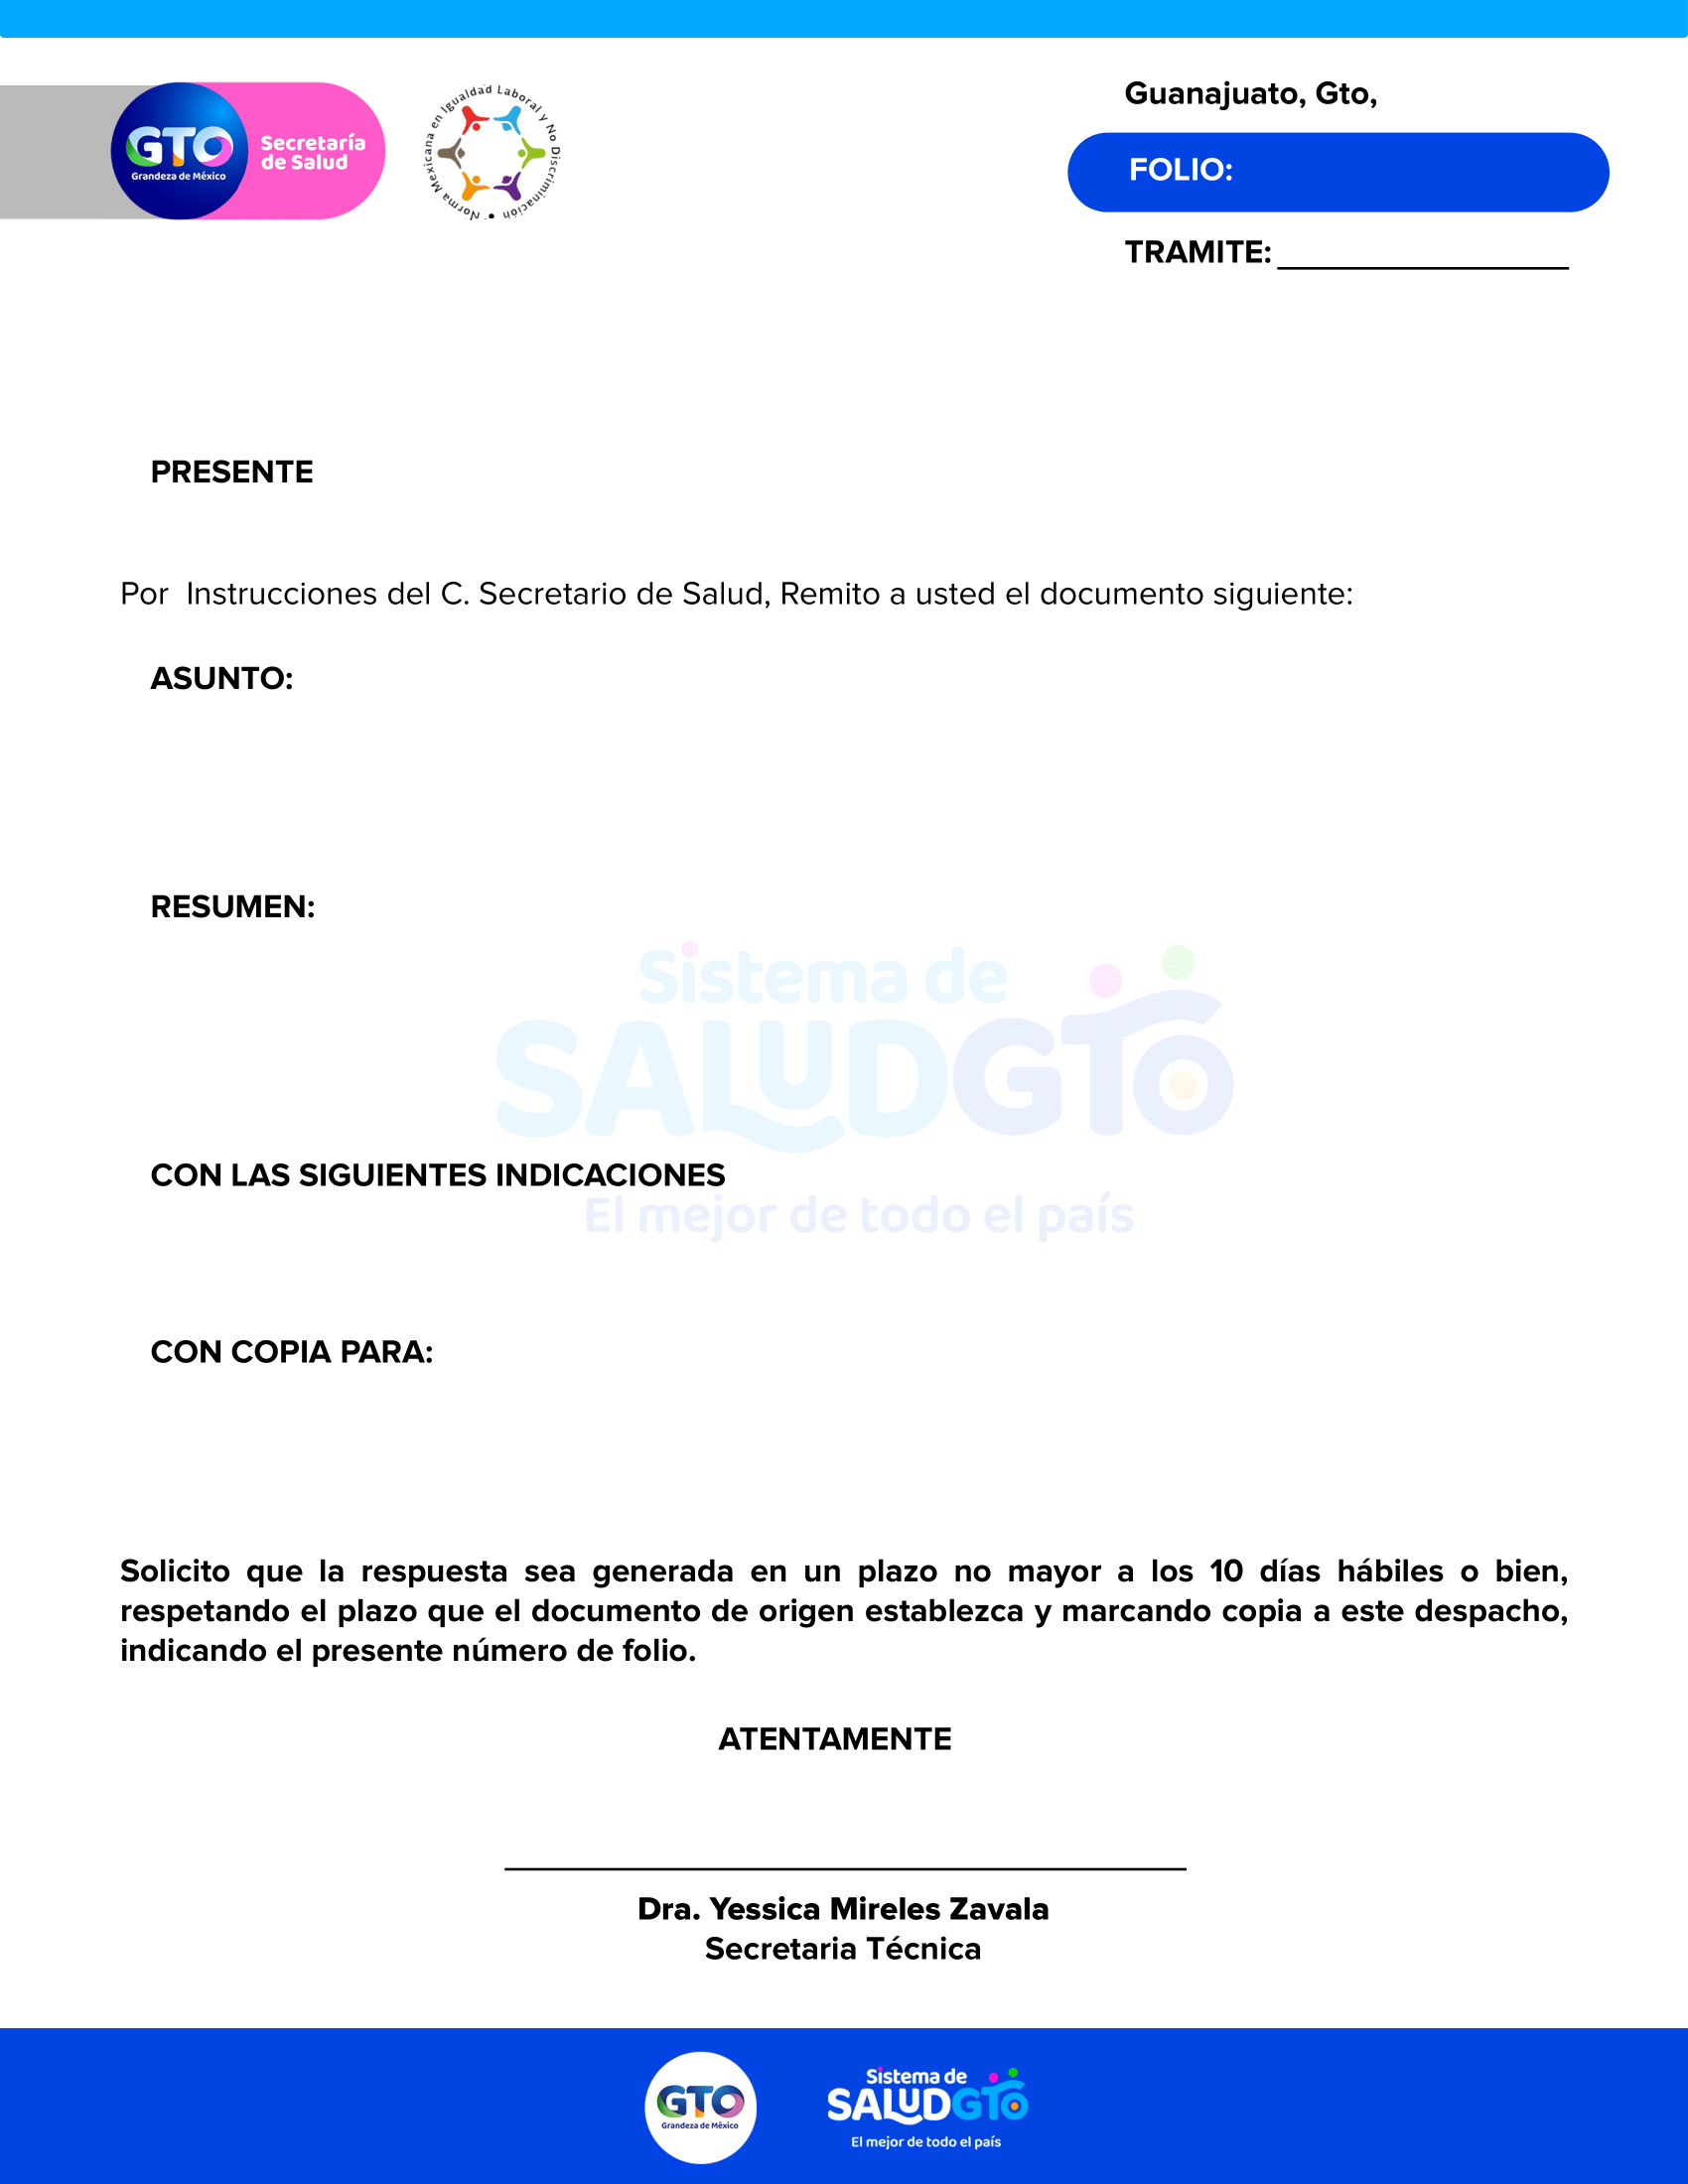 GTO
Grandeza de México
Secretaría
de Salud
Norma Mexicana en Igualdad Laboral y No Discriminación
Guanajuato, Gto,
FOLIO:
TRAMITE:
PRESENTE
Por  Instrucciones del C. Secretario de Salud, Remito a usted el documento siguiente:
ASUNTO:
RESUMEN:
Sistema de
SALUDGTO
CON LAS SIGUIENTES INDICACIONES
El mejor de todo el país
CON COPIA PARA:
Solicito que la respuesta sea generada en un plazo no mayor a los 10 días hábiles o bien,
respetando el plazo que el documento de origen establezca y marcando copia a este despacho,
indicando el presente número de folio.
ATENTAMENTE
Dra. Yessica Mireles Zavala
Secretaria Técnica
GTO
Grandeza de México
Sistema de
SALUDGTO
El mejor de todo el país